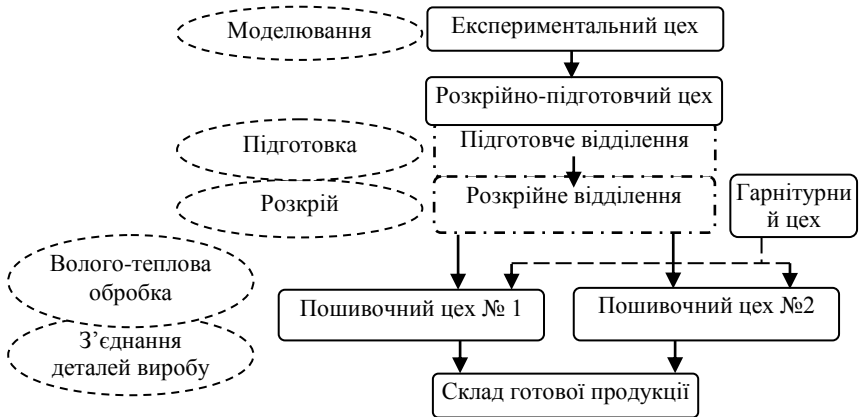 Моделювання
Експериментальний цех
Розкрійно-підготовчий цех
Підготовка
Підготовче відділення
Розкрій
Розкрійне відділення
Гарнітурни
й цех
Волого-теплова
обробка
Пошивочний цех № 1
Пошивочний цех №2
З’єднання
деталей виробу
Склад готової продукції